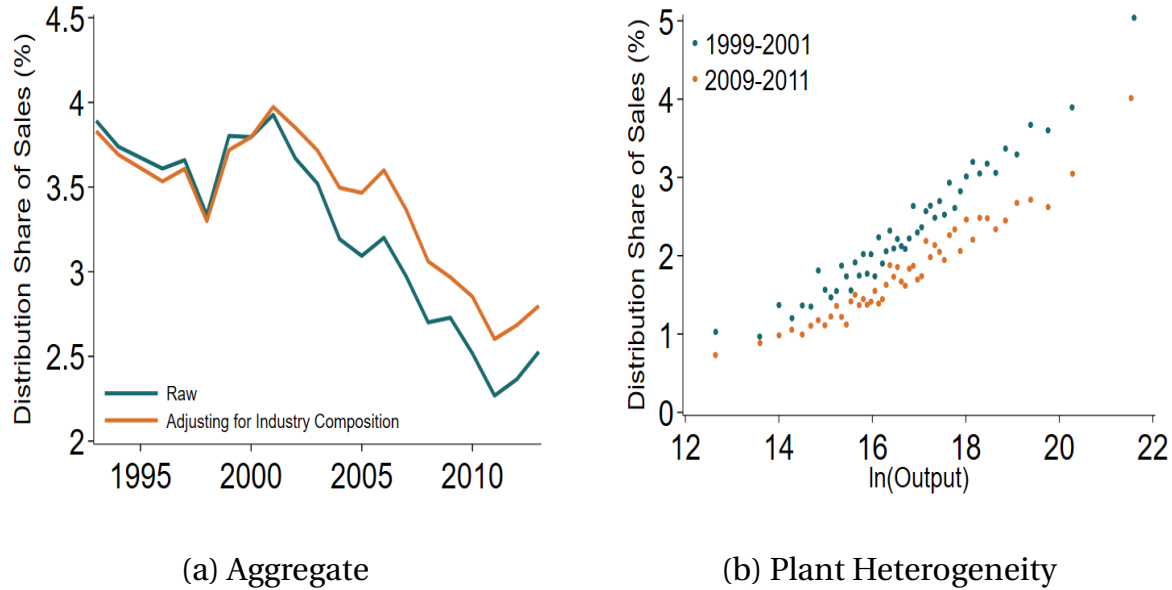 Distribution Share of Sales (%)
4.5
4
3.5
3
2.5
2
Raw
Adjusting for Industry Composition
1995 2000 2005 2010
(a) Aggregate
Distribution Share of Sales (%)
5
4
3
2
1
0
1999-2001
2009-2011
12 14 16 18 20 22
ln(Output)
(b) Plant Heterogeneity